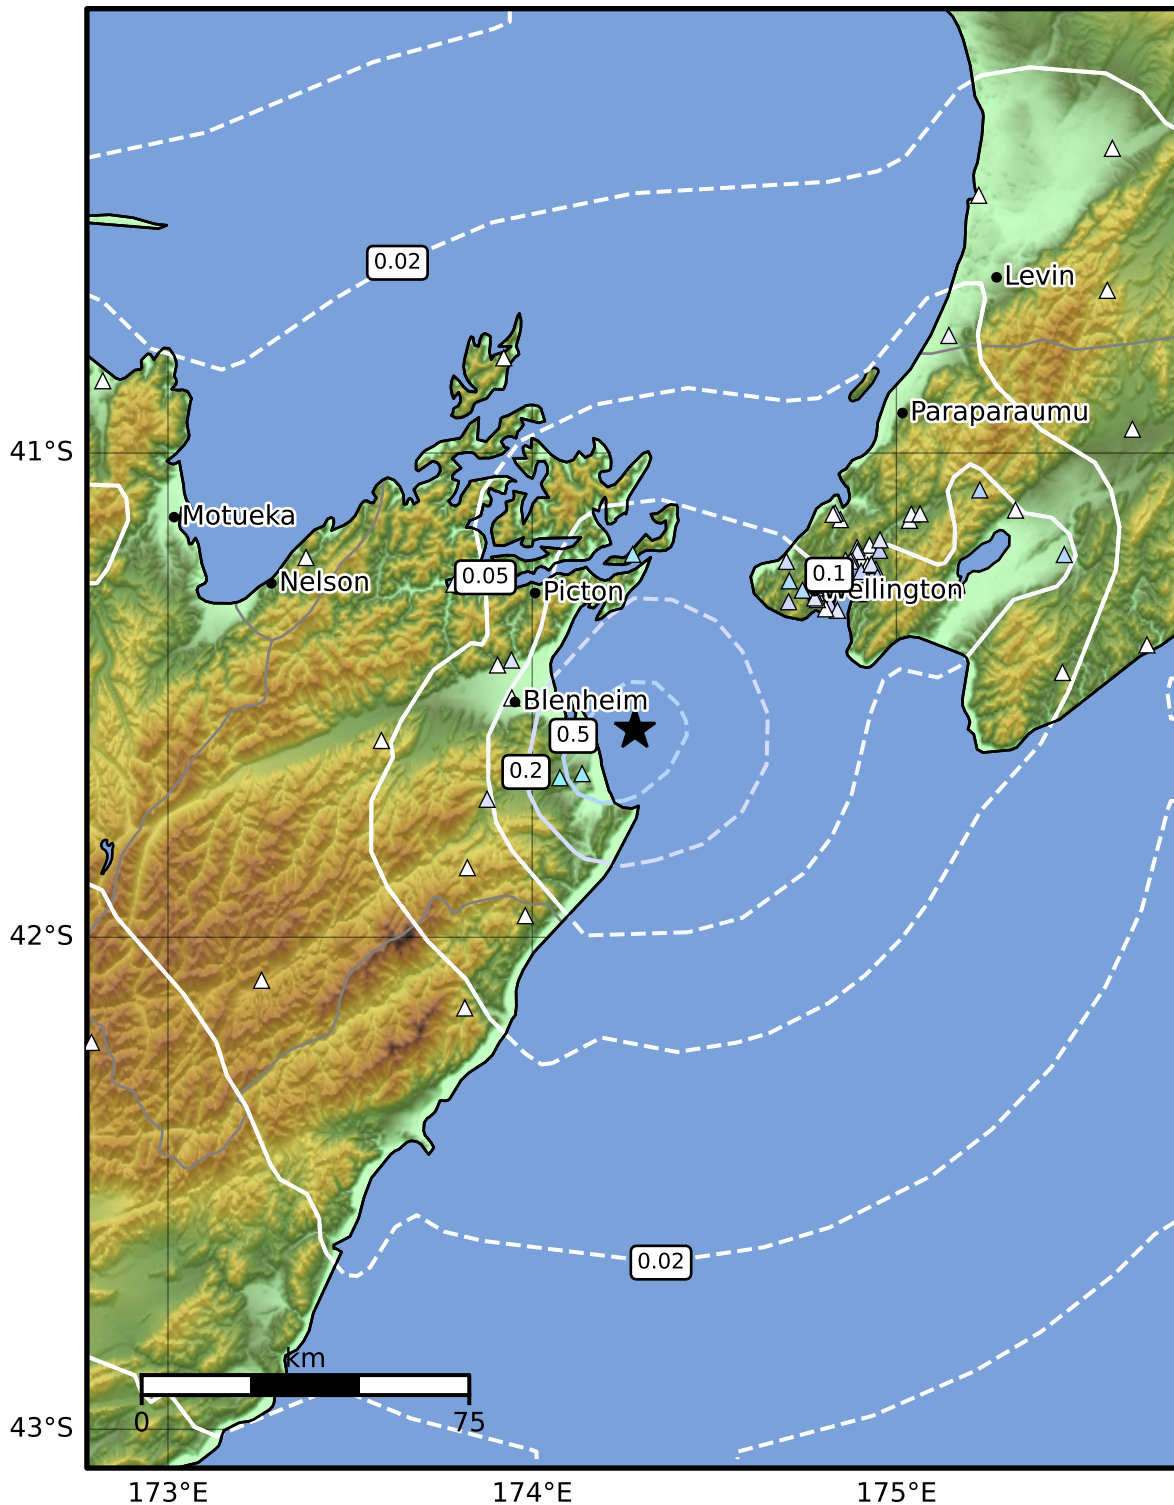 0.02
Levin
Paraparaumu
41°S
Motueka
0.1
Nelson
0.05
Picton
Wellington
Blenheim
0.5
0.2
42°S
0.02
km
0
75
43°S
173°E
174°E
175°E